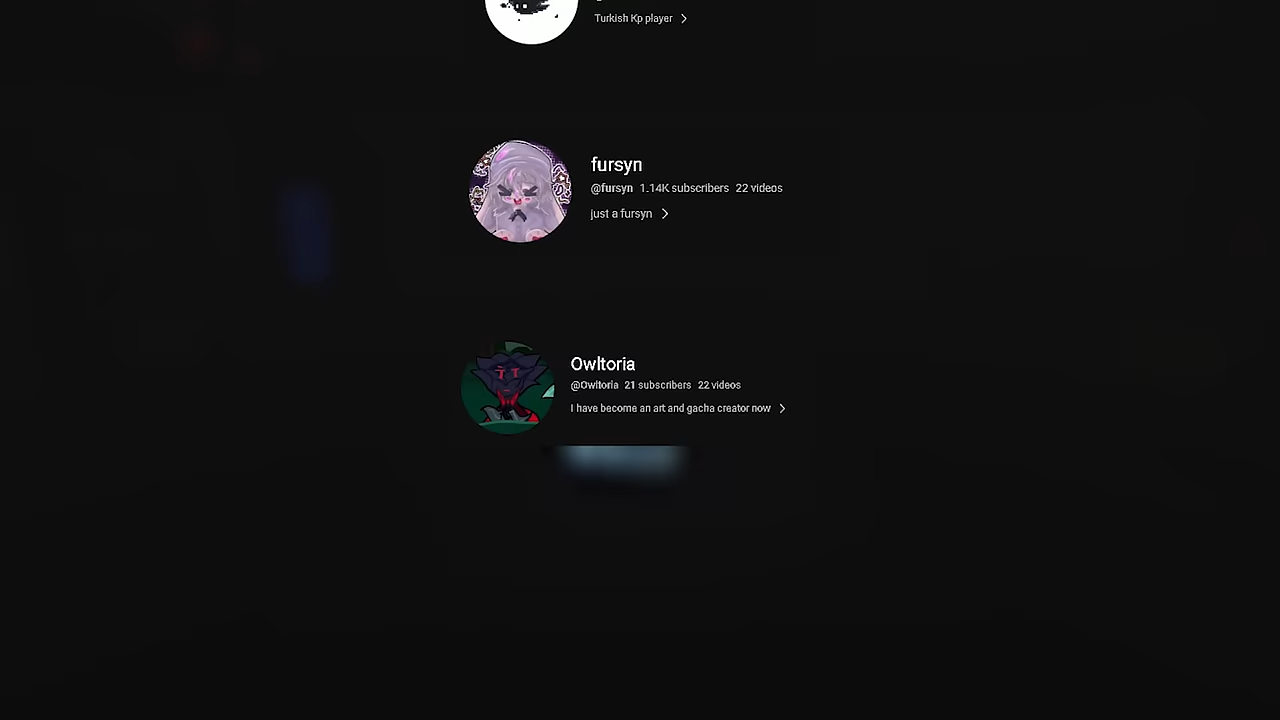 Turkish Kp player
fursyn
@fursyn 1.14K subscribers 22 videos
just a fursyn
Owltoria
@Owltoria 21 subscribers 22 videos
I have become an art and gacha creator now